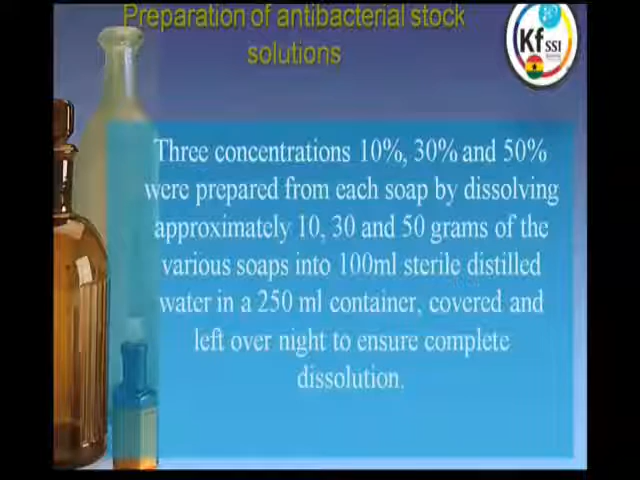 Preparation of antibacterial stock
solutions
Kf SSI
Three concentrations 10%, 30% and 50%
were prepared from each soap by dissolving
approximately 10, 30 and 50 grams of the
various soaps into 100ml sterile distilled
water in a 250 ml container, covered and
left over night to ensure complete
dissolution.